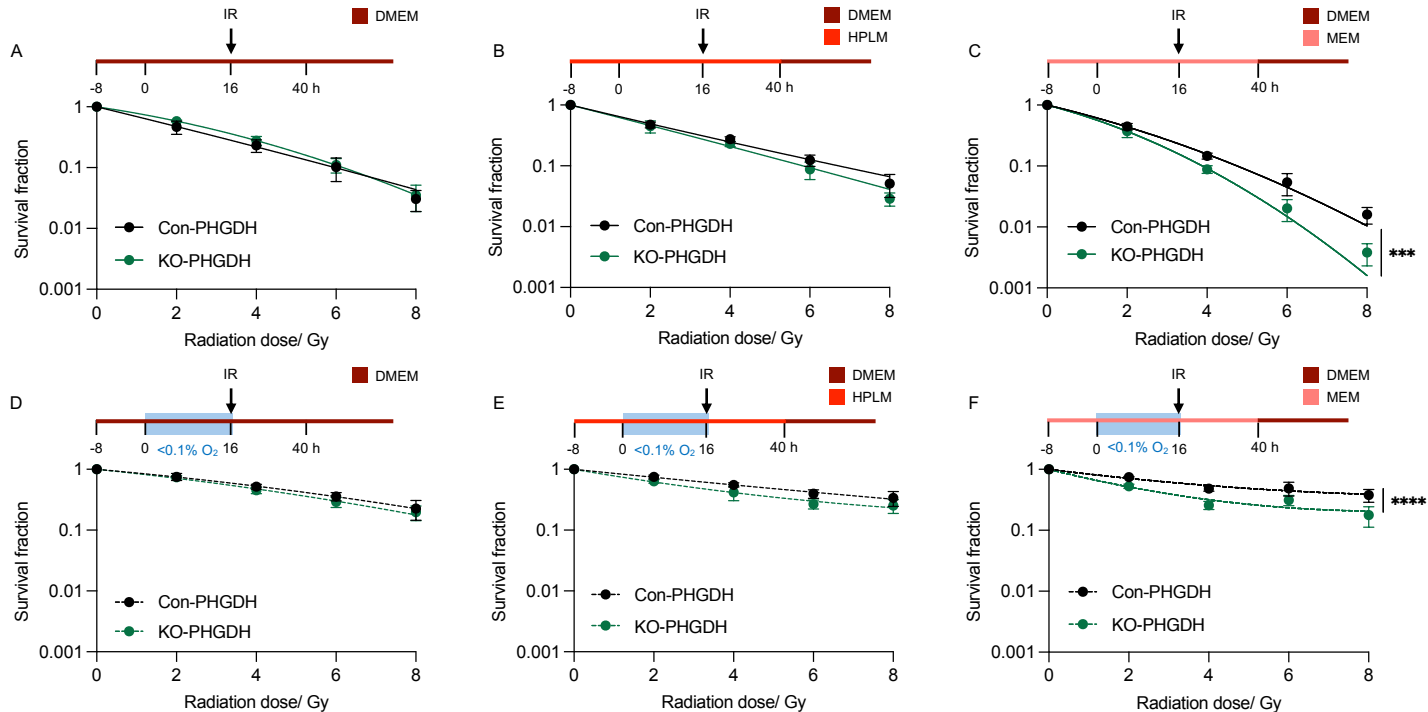 A
IR
DMEM
-8
0
16
40 h
Survival fraction
1
0.1
0.01
0.001
Con-PHGDH
KO-PHGDH
0
2
4
6
8
Radiation dose/ Gy
B
IR
DMEM
HPLM
-8
0
16
40h
Survival fraction
1
0.1
0.01
0.001
Con-PHGDH
KO-PHGDH
0
2
4
6
8
Radiation dose/ Gy
C
IR
DMEM
MEM
-8
0
16
40 h
Survival fraction
1
0.1
0.01
0.001
Con-PHGDH
KO-PHGDH
***
0
2
4
6
8
Radiation dose/ Gy
D
IR
DMEM
-8
0
<0.1% O₂
16
40 h
Survival fraction
1
0.1
0.01
0.001
Con-PHGDH
KO-PHGDH
0
2
4
6
8
Radiation dose/ Gy
E
IR
DMEM
HPLM
-8
0
<0.1% O₂
16
40 h
Survival fraction
1
0.1
0.01
0.001
Con-PHGDH
KO-PHGDH
0
2
4
6
8
Radiation dose/ Gy
F
IR
DMEM
MEM
-8
0
<0.1% O₂
16
40 h
Survival fraction
1
0.1
0.01
0.001
Con-PHGDH
KO-PHGDH
****
0
2
4
6
8
Radiation dose/ Gy